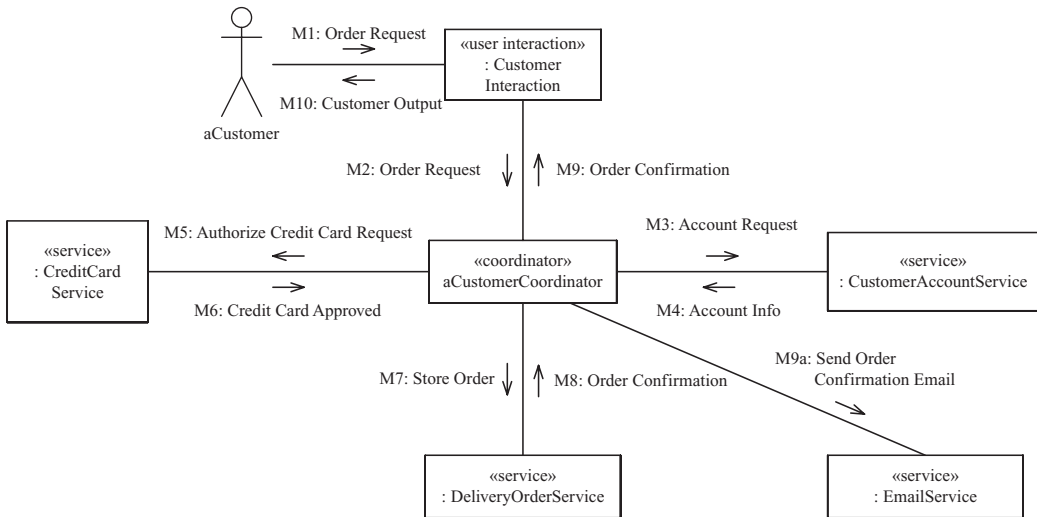 M1: Order Request
«user interaction»
: Customer
Interaction
M10: Customer Output
aCustomer
M2: Order Request
M9: Order Confirmation
M5: Authorize Credit Card Request
M3: Account Request
«service»
: CreditCard
Service
«coordinator»
aCustomerCoordinator
«service»
: CustomerAccountService
M6: Credit Card Approved
M4: Account Info
M7: Store Order
M8: Order Confirmation
M9a: Send Order
Confirmation Email
«service»
: DeliveryOrderService
«service»
: EmailService